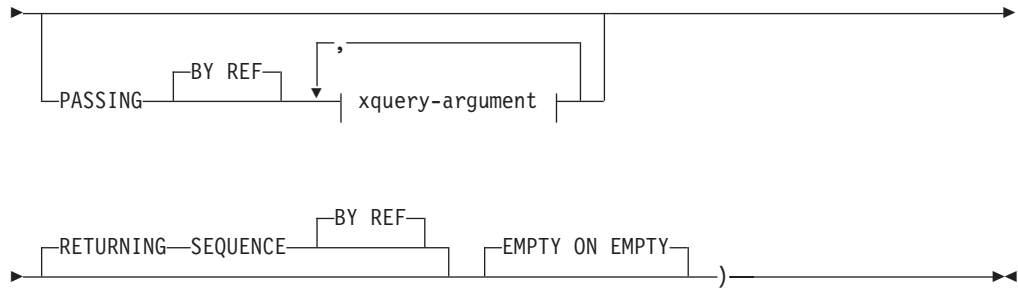 ,
BY REF
PASSING xquery-argument
BY REF
RETURNING SEQUENCE EMPTY ON EMPTY
)